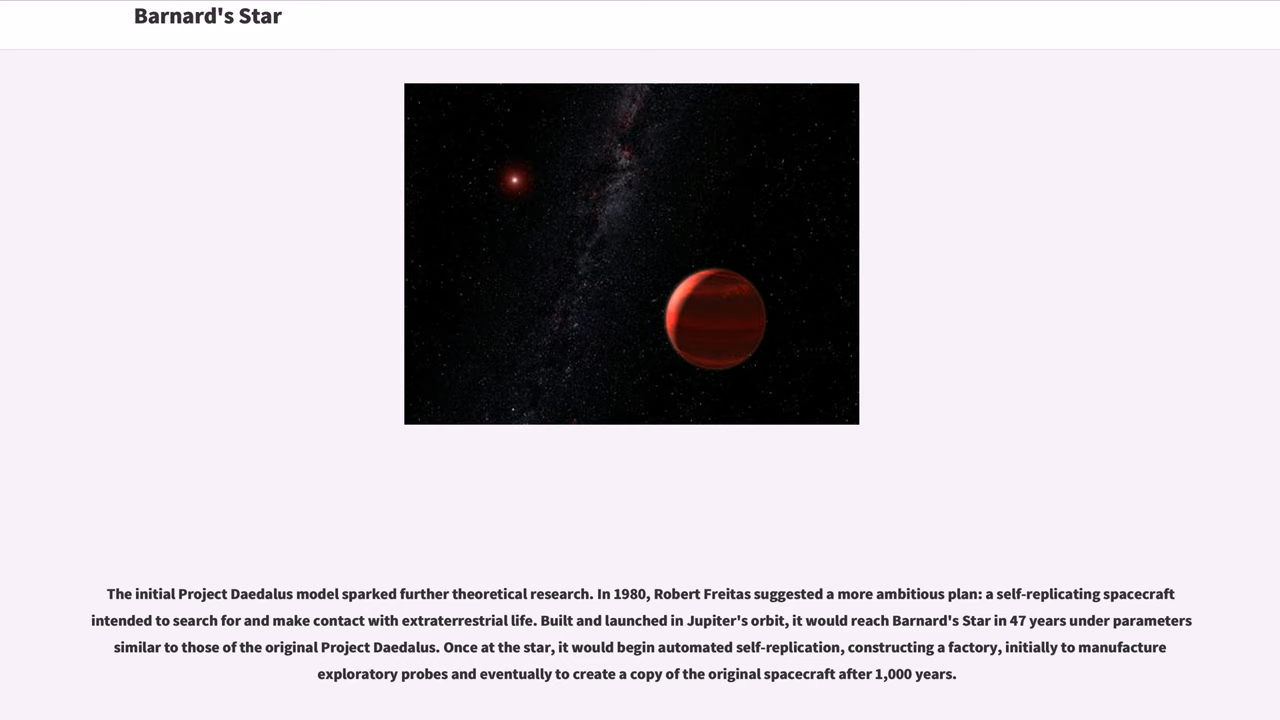 Barnard's Star
The initial Project Daedalus model sparked further theoretical research. In 1980, Robert Freitas suggested a more ambitious plan: a self-replicating spacecraft
intended to search for and make contact with extraterrestrial life. Built and launched in Jupiter's orbit, it would reach Barnard's Star in 47 years under parameters
similar to those of the original Project Daedalus. Once at the star, it would begin automated self-replication, constructing a factory, initially to manufacture
exploratory probes and eventually to create a copy of the original spacecraft after 1,000 years.